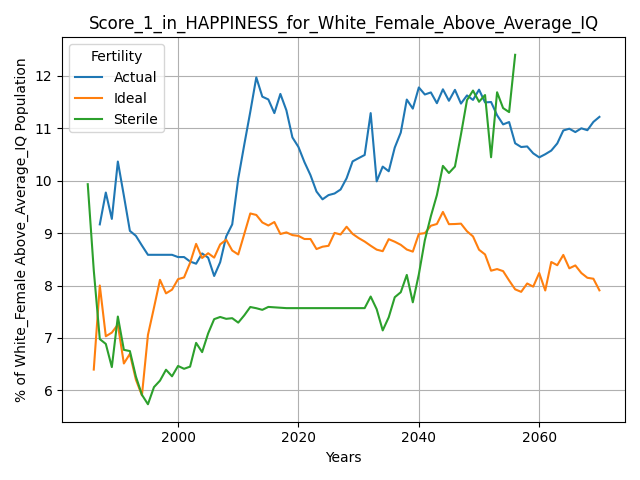 Score_1_in_HAPPINESS_for_White_Female_Above_Average_IQ
Fertility
Actual
Ideal
Sterile
% of White_Female Above_Average_IQ Population
12
11
10
9
8
7
6
2000
2020
2040
2060
Years